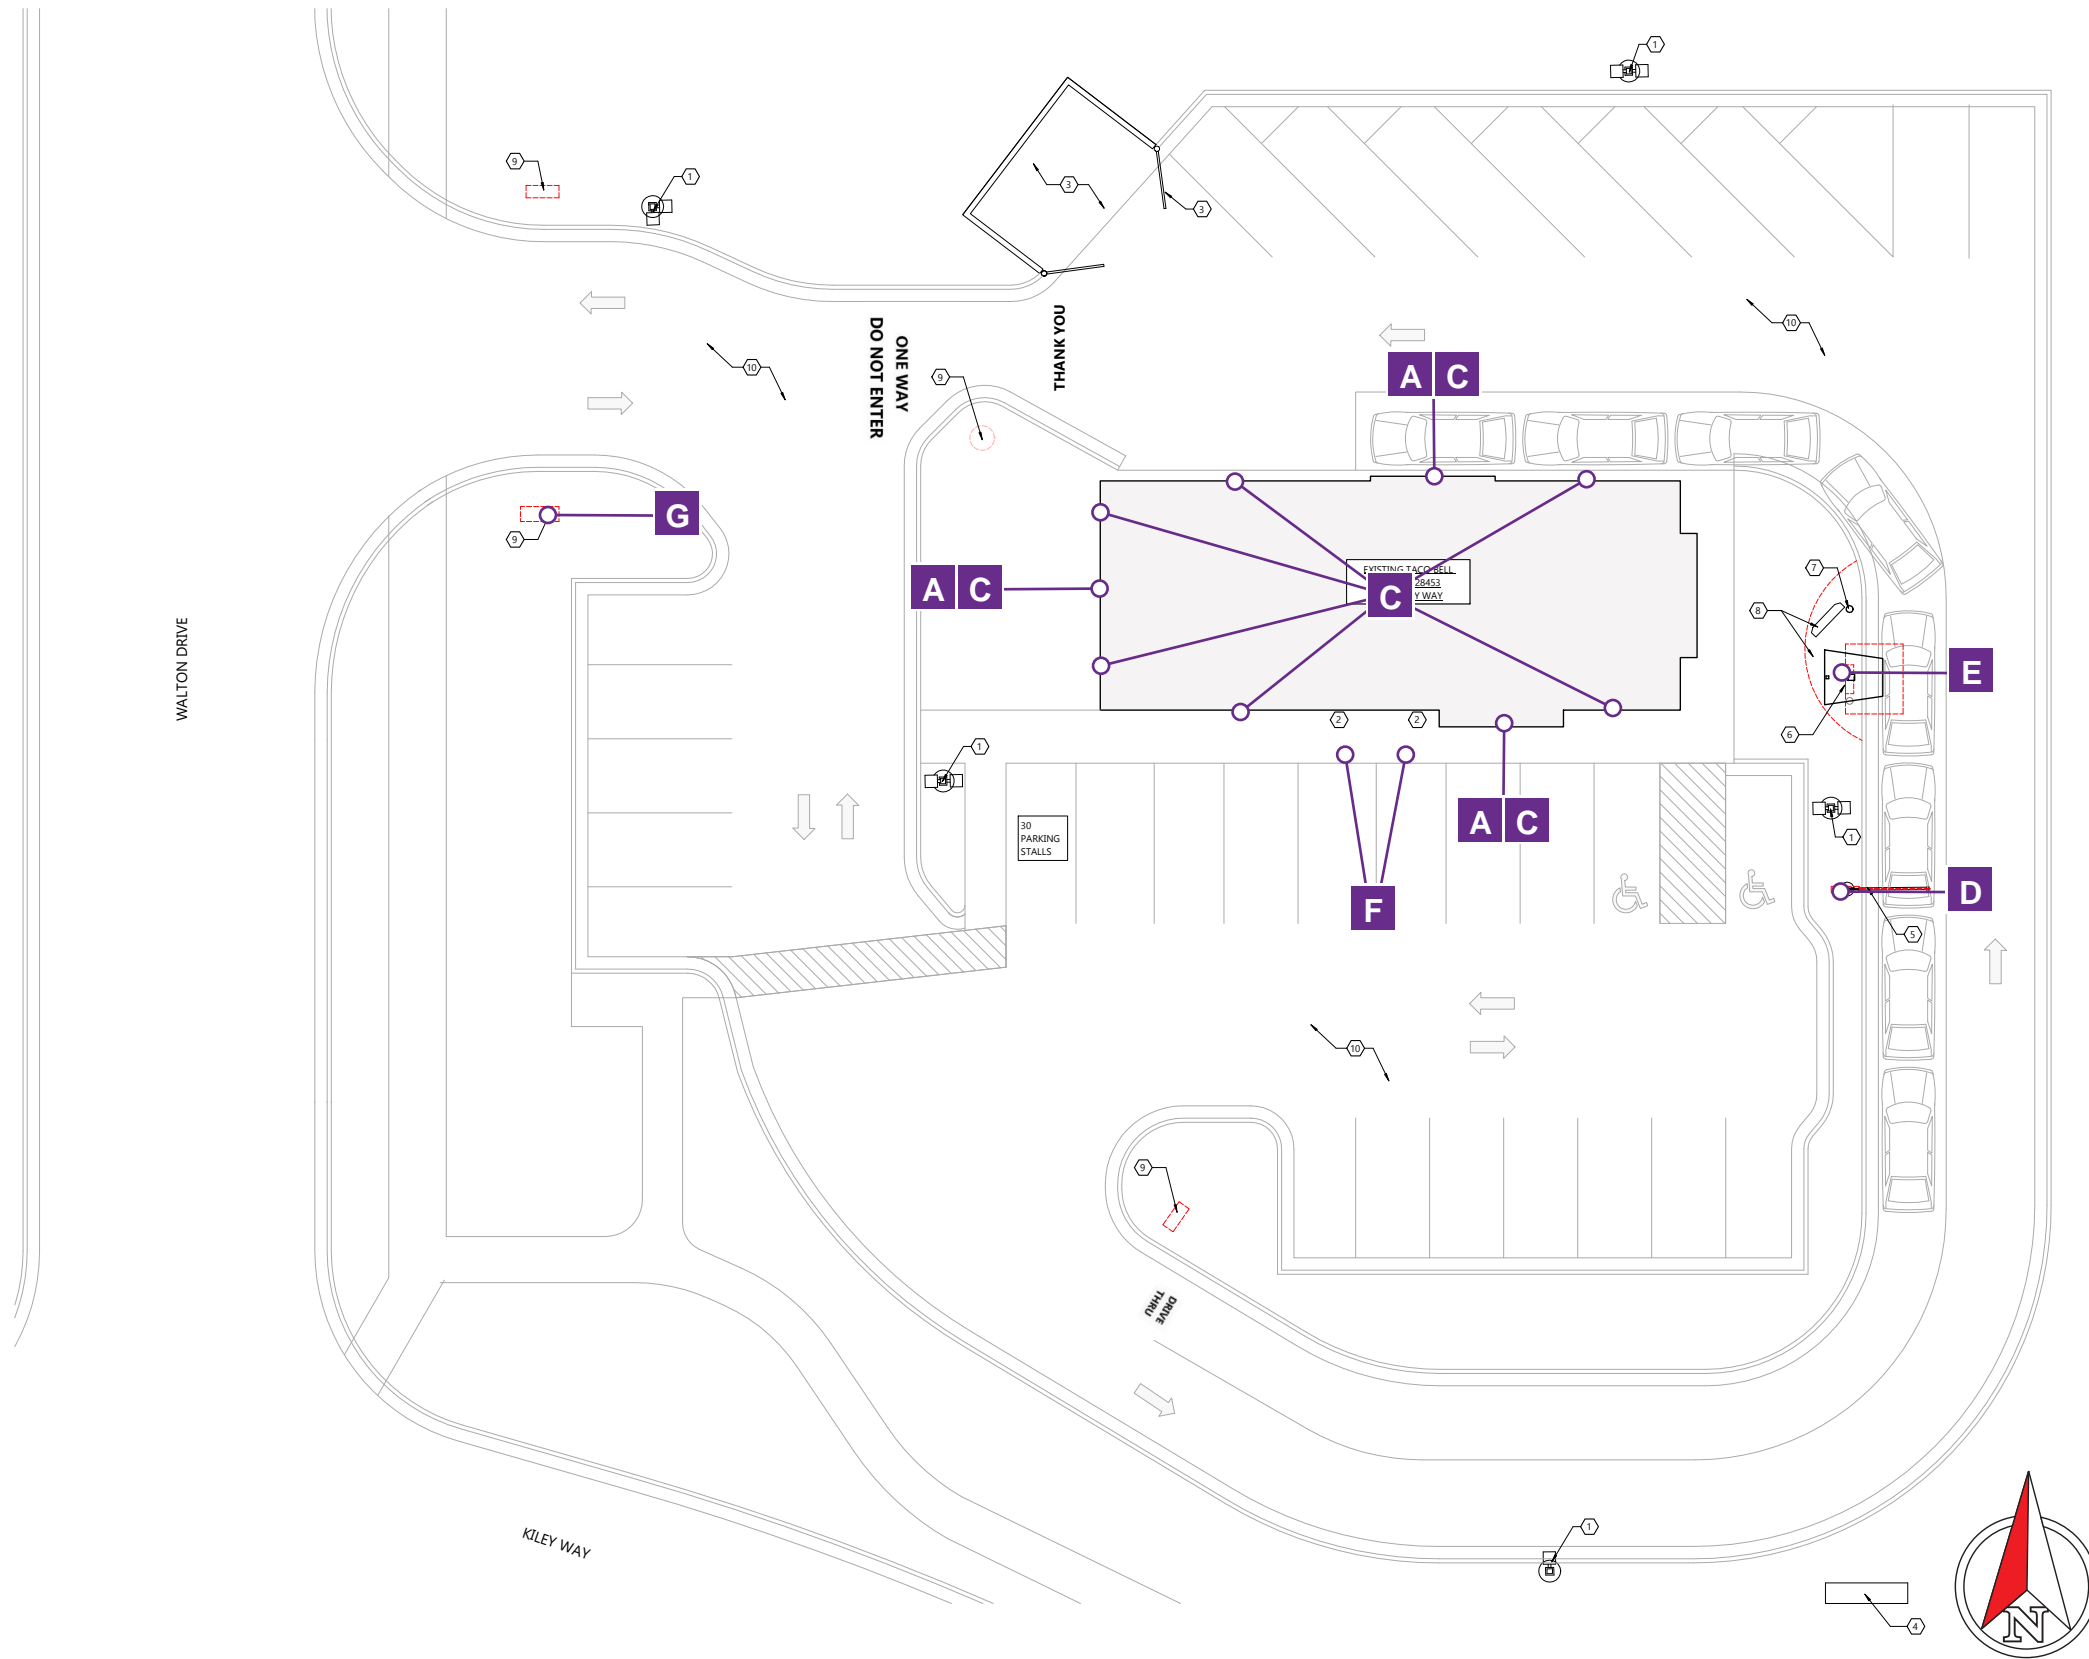 1
9
1
3
3
ONE WAY
DO NOT ENTER
THANK YOU
10
10
9
A C
G
9
A C
EXISTING TACO BELL
28453
Y WAY
C
7
8
E
6
WALTON DRIVE
2
2
1
30
PARKING
STALLS
A C
1
F
D
5
10
9
DRIVE
THRU
KILEY WAY
1
4
N